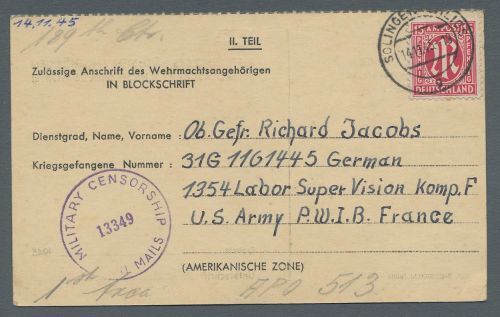 14.11.45
II. TEIL
Zulässige Anschrift des Wehrmachtsangehörigen
IN BLOCKSCHRIFT
SOLINGEN
DEUTSCHLAND
Dienstgrad, Name, Vorname : Ob. Gefr. Richard Jacobs
Kriegsgefangene Nummer : 31G 1161445 German
1354 Labor Super Vision Komp. F
U.S. Army P.W.I.B. France
MILITARY CENSORSHIP
13349
MAILS
(AMERIKANISCHE ZONE)
APO 513